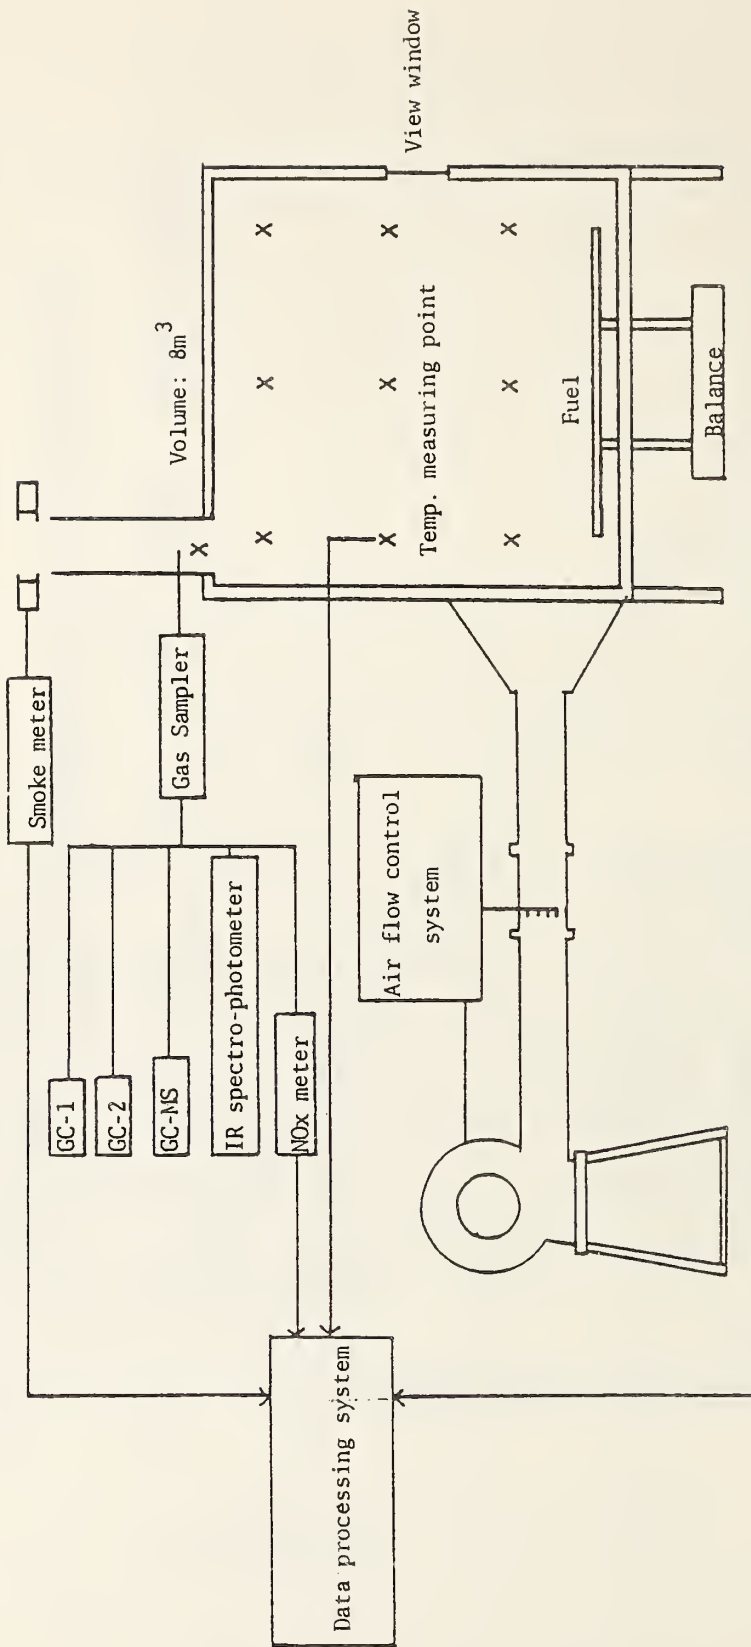 Smoke meter
Volume: 8m³
Gas Sampler
View window
GC-1
GC-2
GC-MS
IR spectro-photometer
NOx meter
Temp. measuring point
Air flow control
system
Fuel
Balance
Data processing system
X
X
X
X
X
X
X
X
X
X